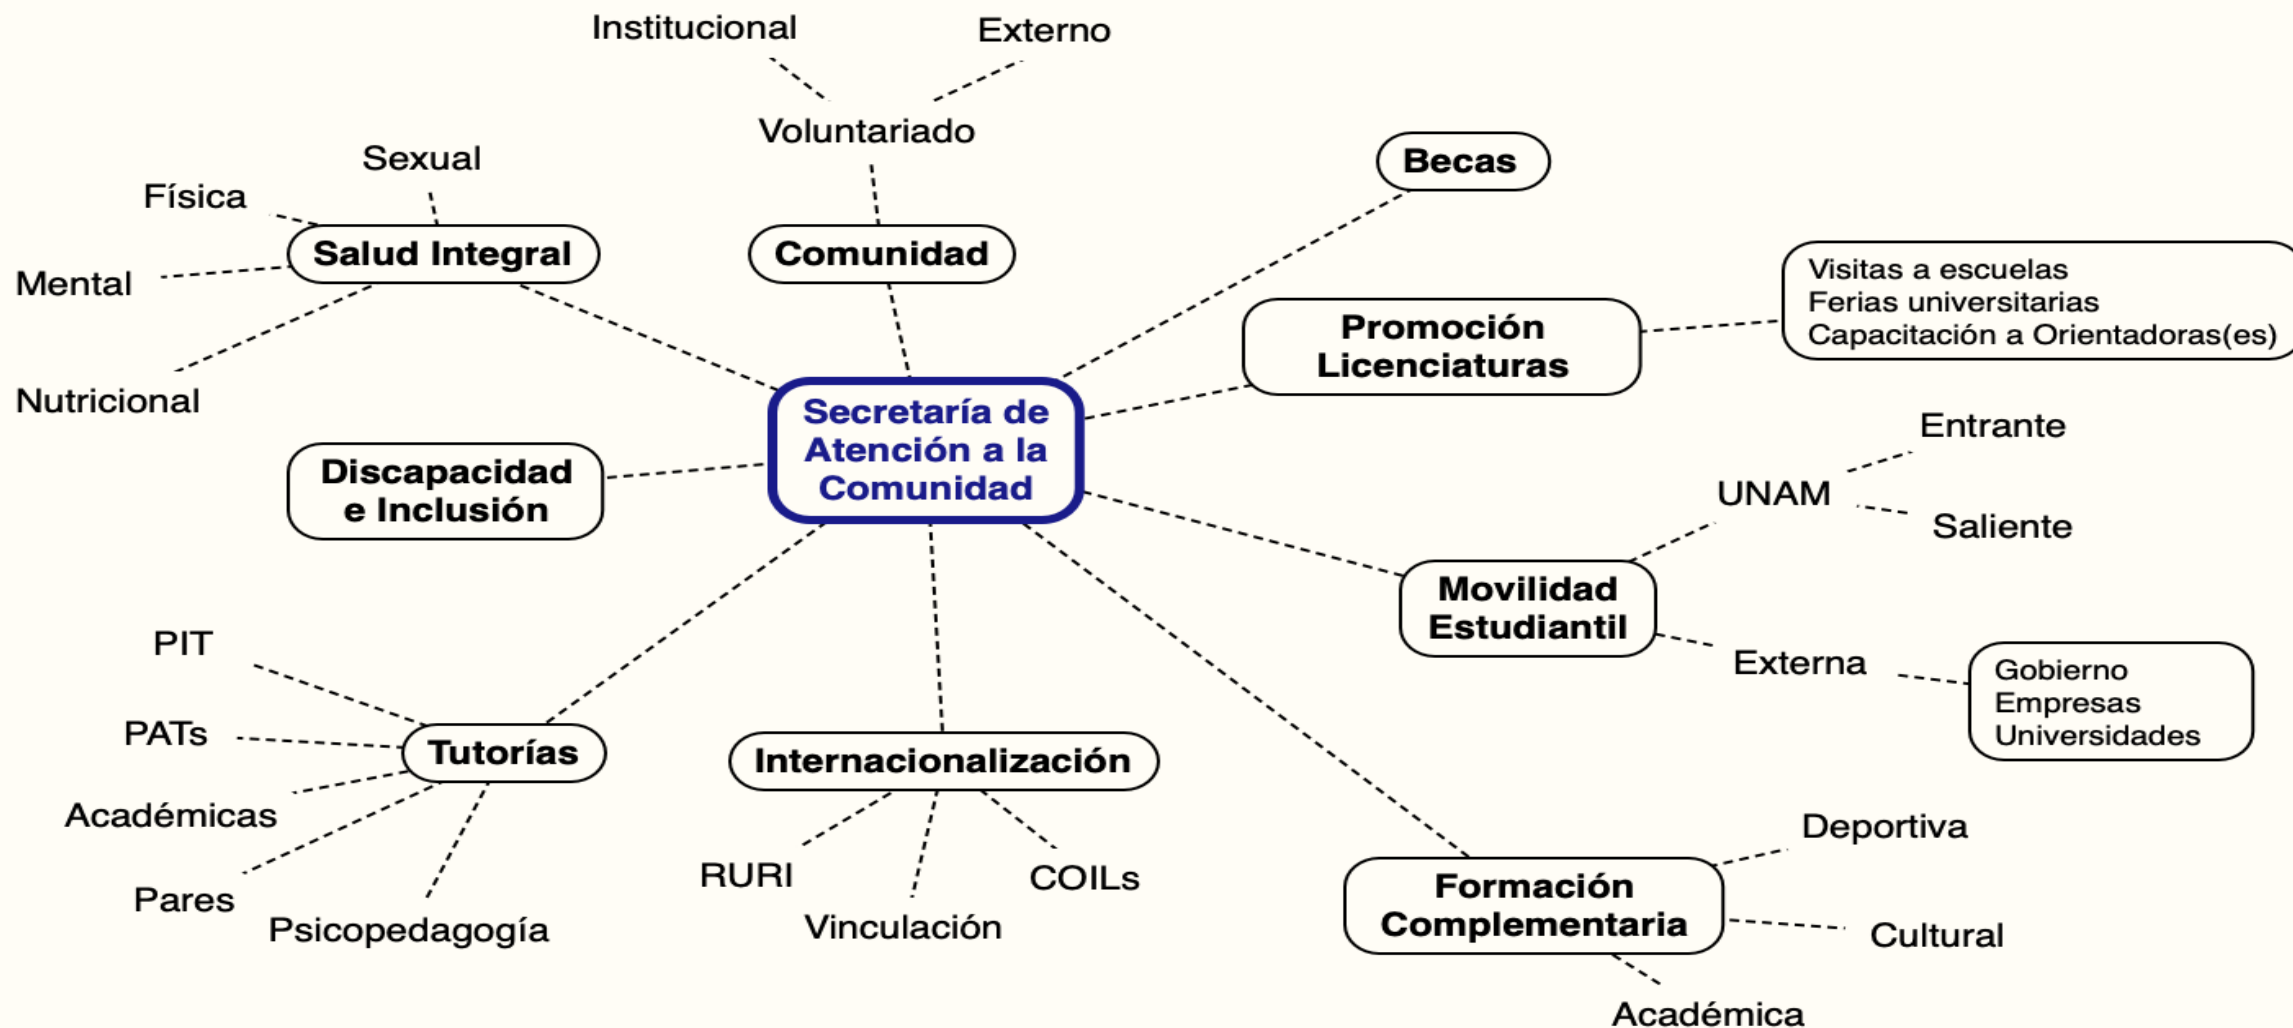 Institucional
Externo
Voluntariado
Comunidad
Sexual
Física
Salud Integral
Mental
Nutricional
Becas
Promoción
Licenciaturas
Visitas a escuelas
Ferias universitarias
Capacitación a Orientadoras(es)
Secretaría de
Atención a la
Comunidad
Discapacidad
e Inclusión
Entrante
UNAM
Saliente
Movilidad
Estudiantil
Externa
Gobierno
Empresas
Universidades
PIT
PATs
Tutorías
Académicas
Pares
Psicopedagogía
Internacionalización
RURI
Vinculación
COILs
Formación
Complementaria
Deportiva
Cultural
Académica